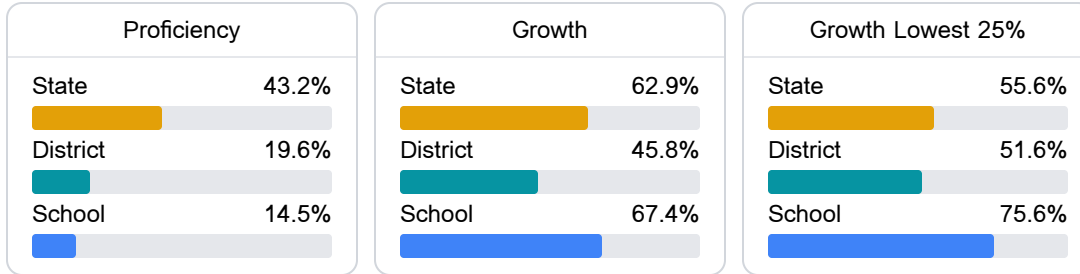 Proficiency
State 43.2%
District 19.6%
School 14.5%
Growth
State 62.9%
District 45.8%
School 67.4%
Growth Lowest 25%
State 55.6%
District 51.6%
School 75.6%